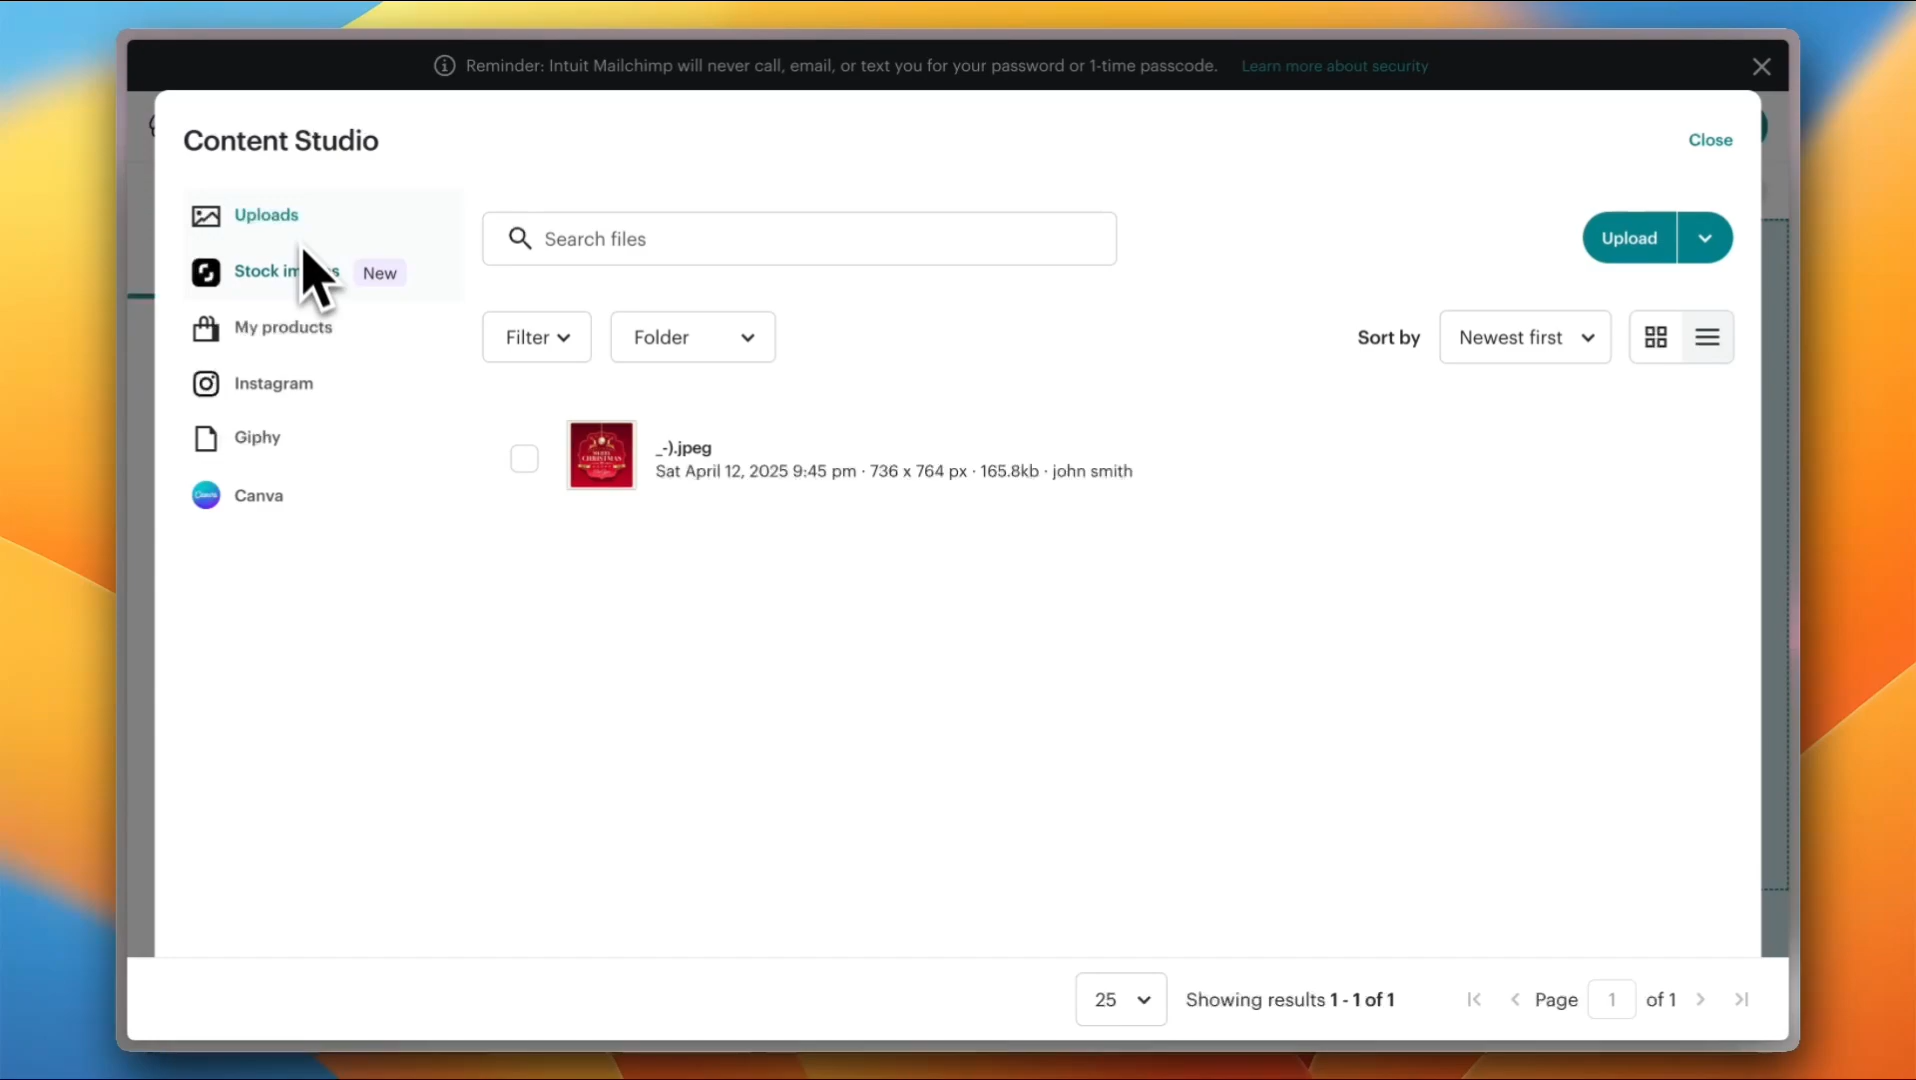 Reminder: Intuit Mailchimp will never call, email, or text you for your password or 1-time passcode. Learn more about security
Content Studio
Close
Uploads
Search files
Upload
Stock New
My products
Filter
Folder
Sort by
Newest first
Instagram
Giphy
Canva
_-).jpeg
Sat April 12, 2025 9:45 pm · 736 x 764 px · 165.8kb · john smith
MERRY
CHRISTMAS
25
Showing results 1 - 1 of 1
Page 1 of 1